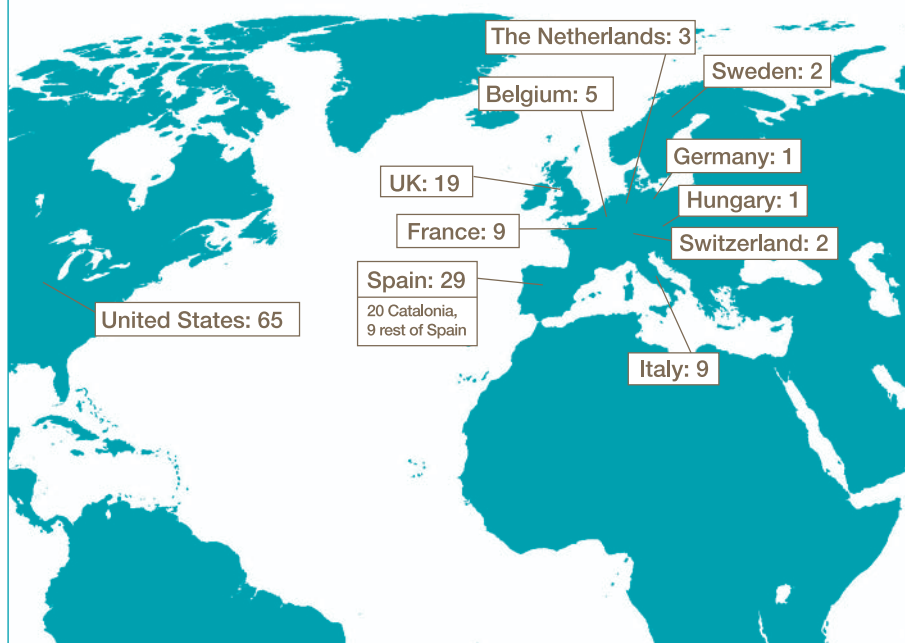 The Netherlands: 3
Sweden: 2
Belgium: 5
Germany: 1
UK: 19
Hungary: 1
France: 9
Switzerland: 2
Spain: 29
20 Catalonia,
9 rest of Spain
United States: 65
Italy: 9